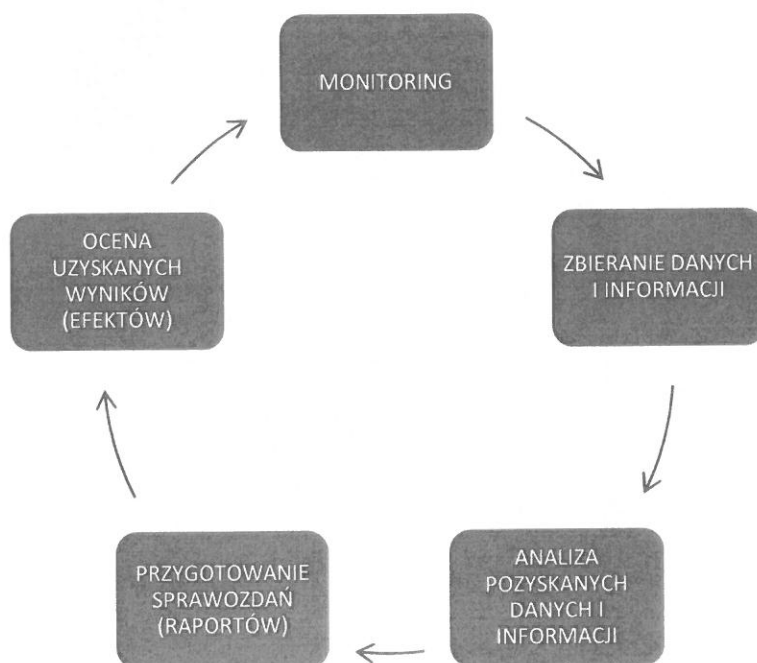 MONITORING
ZBIERANIE DANYCH
I INFORMACJI
ANALIZA
POZYSKANYCH
DANYCH I
INFORMACJI
PRZYGOTOWANIE
SPRAWOZDAŃ
(RAPORTÓW)
OCENA
UZYSKANYCH
WYNIKÓW
(EFEKTÓW)